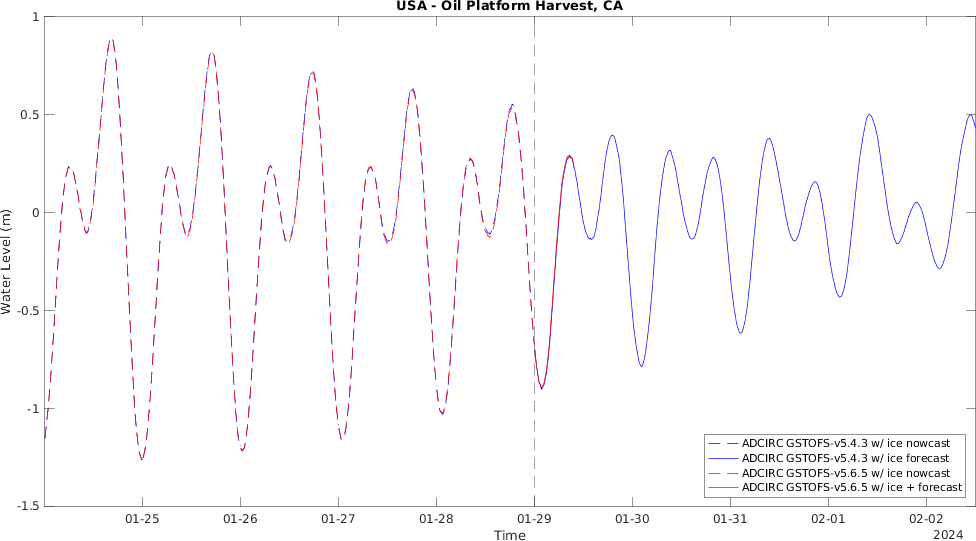 USA - Oil Platform Harvest, CA
Water Level (m)
1
0.5
0
-0.5
-1
-1.5
01-25
01-26
01-27
01-28
01-29
01-30
01-31
02-01
02-02
Time
2024
ADCIRC GSTOFS-v5.4.3 w/ ice nowcast
ADCIRC GSTOFS-v5.4.3 w/ ice forecast
ADCIRC GSTOFS-v5.6.5 w/ ice nowcast
ADCIRC GSTOFS-v5.6.5 w/ ice + forecast